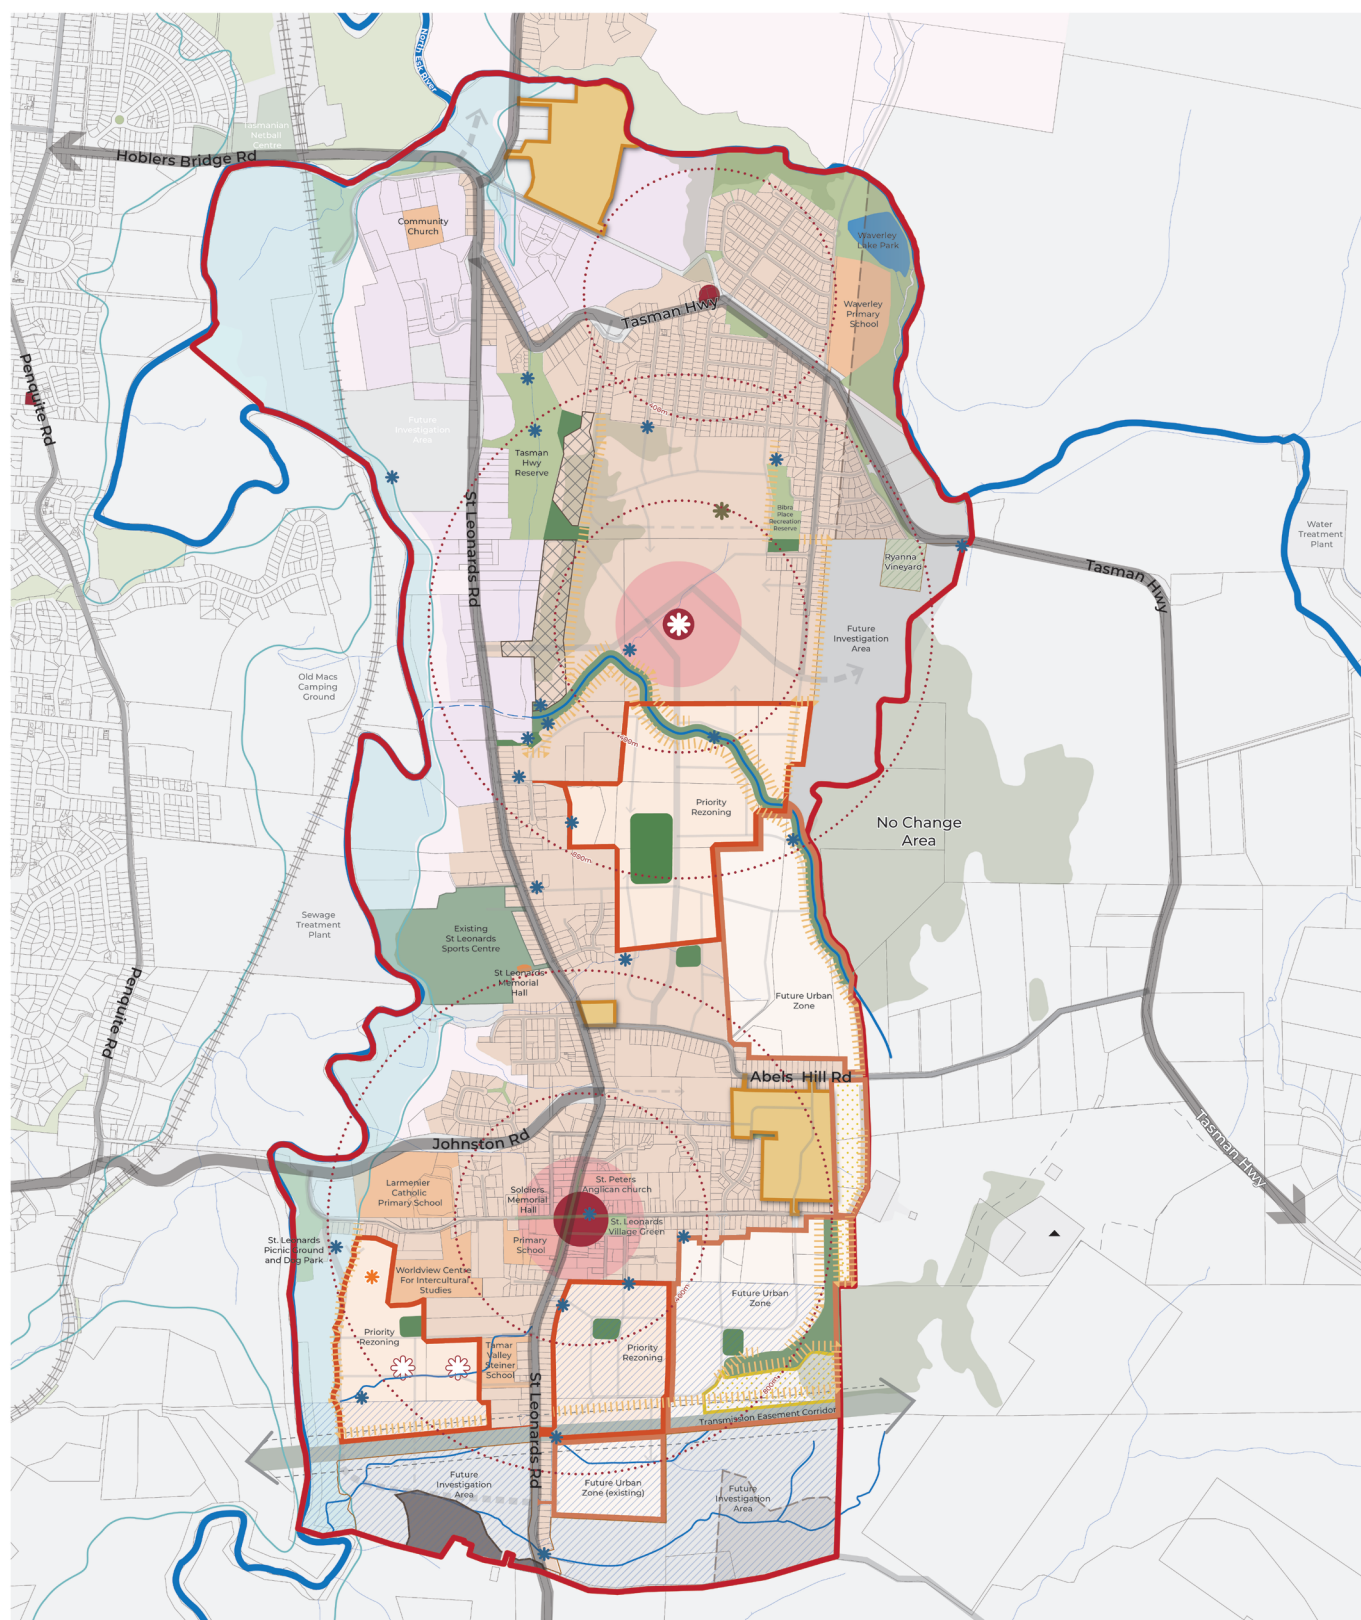 North Esk River
Tasmanian
Netball
Centre
Hoblers Bridge Rd
Community
Church
Waverley
Lake Park
Waverley
Primary
School
Tasman Hwy
Penquite Rd
400m
Future
Investigation
Area
Tasman
Hwy
Reserve
Bibra
Place
Recreation
Reserve
St Leonards Rd
Ryanna
Vineyard
Water
Treatment
Plant
Tasman Hwy
Future
Investigation
Area
Old Macs
Camping
Ground
400m
Priority
Rezoning
No Change
Area
800m
Sewage
Treatment
Plant
Existing
St Leonards
Sports Centre
St Leonards
Memorial
Hall
Future Urban
Zone
Penquite Rd
Abels Hill Rd
Johnston Rd
Tasman Hwy
Larmenier
Catholic
Primary School
Soldiers
Memorial
Hall
St. Peters
Anglican church
St. Leonards
Village Green
Primary
School
St. Leonards
Picnic Ground
and Dog Park
Worldview Centre
For Intercultural
Studies
400m
Future Urban
Zone
Priority
Rezoning
Tamar
Valley
Steiner
School
Priority
Rezoning
800m
Transmission Easement Corridor
St Leonards Rd
Future
Investigation
Area
Future Urban
Zone (existing)
Future
Investigation
Area